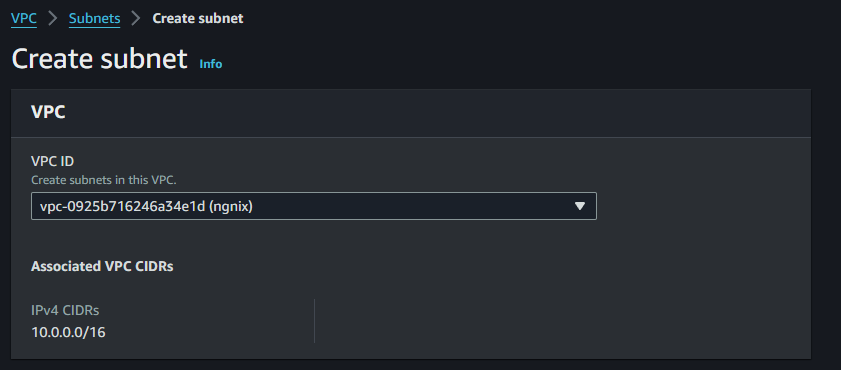 VPC > Subnets > Create subnet
Create subnet Info
VPC
VPC ID
Create subnets in this VPC.
vpc-0925b716246a34e1d (ngnix)
Associated VPC CIDRs
IPv4 CIDRs
10.0.0.0/16